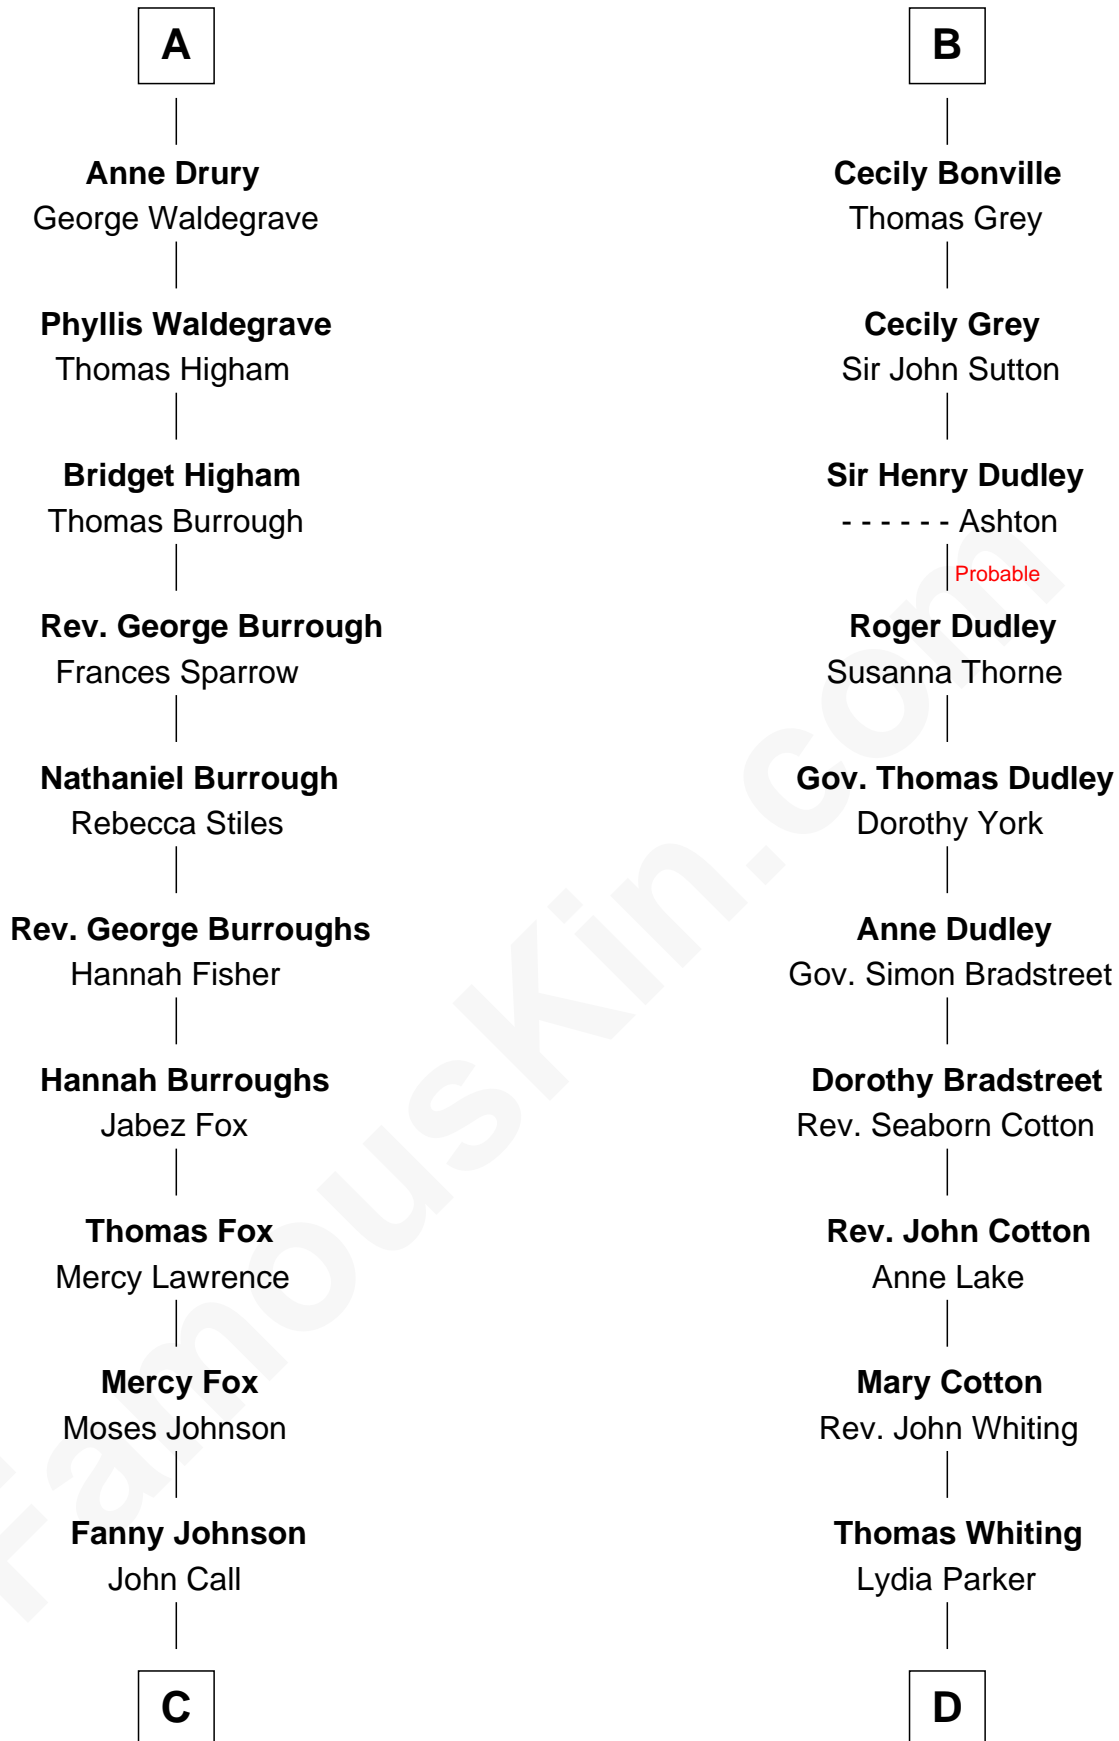 A
Anne Drury
George Waldegrave
Phyllis Waldegrave
Thomas Higham
Bridget Higham
Thomas Burrough
Rev. George Burrough
Frances Sparrow
Nathaniel Burrough
Rebecca Stiles
Rev. George Burroughs
Hannah Fisher
Hannah Burroughs
Jabez Fox
Thomas Fox
Mercy Lawrence
Mercy Fox
Moses Johnson
Fanny Johnson
John Call
C
B
Cecily Bonville
Thomas Grey
Cecily Grey
Sir John Sutton
Sir Henry Dudley
- - - - - - Ashton
Probable
Roger Dudley
Susanna Thorne
Gov. Thomas Dudley
Dorothy York
Anne Dudley
Gov. Simon Bradstreet
Dorothy Bradstreet
Rev. Seaborn Cotton
Rev. John Cotton
Anne Lake
Mary Cotton
Rev. John Whiting
Thomas Whiting
Lydia Parker
D
FamousKin.com